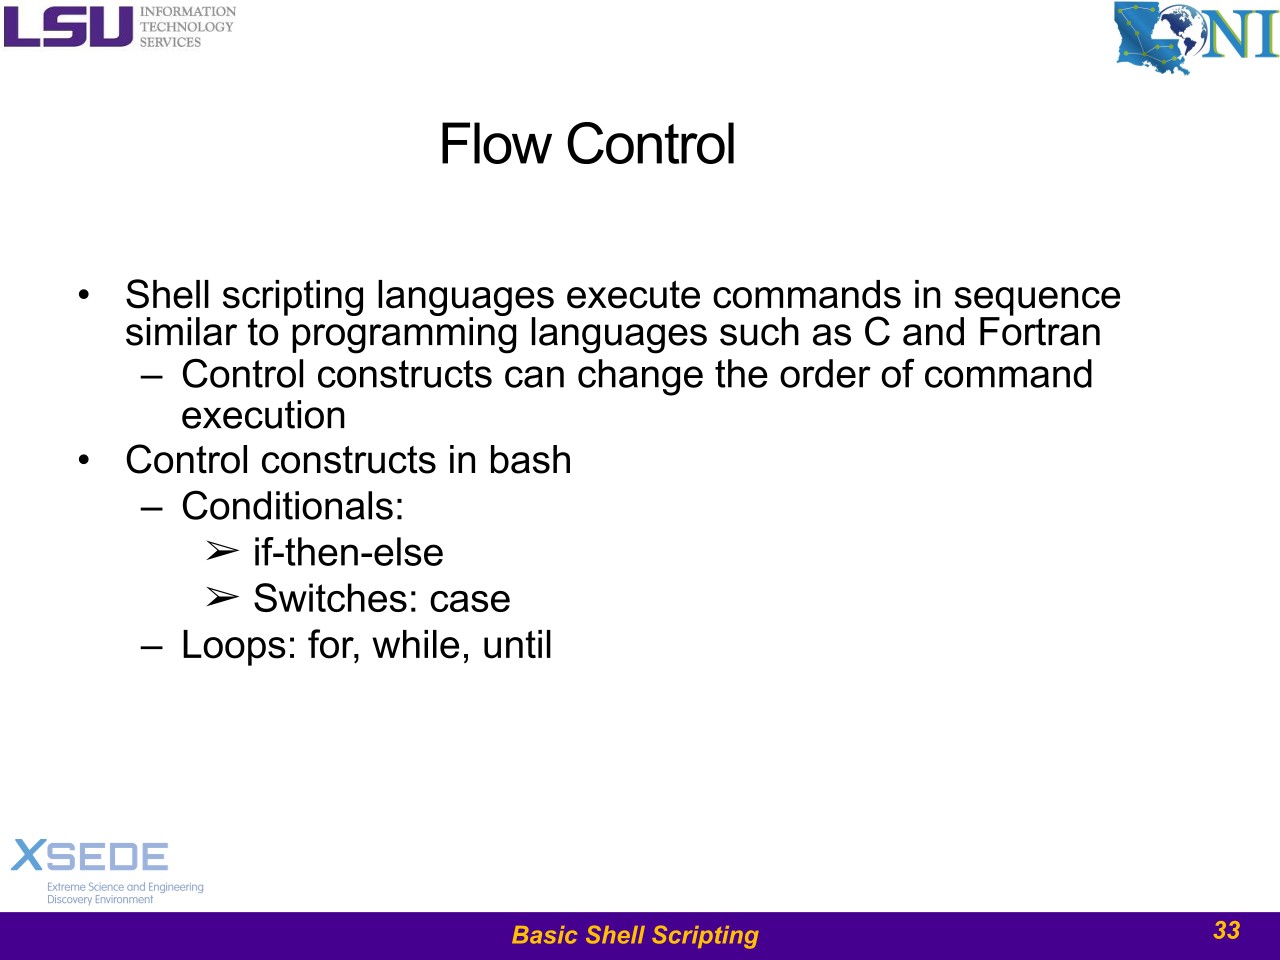 LSU INFORMATION
TECHNOLOGY
SERVICES
LONI
Flow Control
• Shell scripting languages execute commands in sequence
similar to programming languages such as C and Fortran
– Control constructs can change the order of command
execution
• Control constructs in bash
– Conditionals:
➢ if-then-else
➢ Switches: case
– Loops: for, while, until
XSEDE
Extreme Science and Engineering
Discovery Environment
Basic Shell Scripting
33